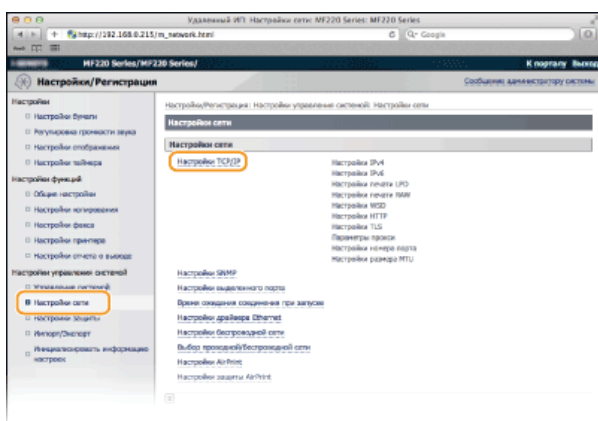 Удаленный ИП: Настройки сети: MF220 Series: MF220 Series
http://192.168.0.215/m_network.html
Google
MF220 Series/MF220 Series/
К порталу Выход
Настройки/Регистрация
Сообщение администратору системы
Настройки
Настройки бумаги
Регулировка громкости звука
Настройки отображения
Настройки таймера
Настройки функций
Общие настройки
Настройки копирования
Настройки факса
Настройки принтера
Настройки отчета о выводе
Настройки управления системой
Управление системой
Настройки сети
Настройки защиты
Импорт/Экспорт
Инициализировать информацию настроек
Настройки/Регистрация: Настройки управления системой: Настройки сети
Настройки сети
Настройки сети
Настройки TCP/IP
Настройки IPv4
Настройки IPv6
Настройки печати LPD
Настройки печати RAW
Настройки WSD
Настройки HTTP
Настройки TLS
Параметры прокси
Настройки номера порта
Настройки размера MTU
Настройки SNMP
Настройки выделенного порта
Время ожидания соединения при запуске
Настройки драйвера Ethernet
Настройки беспроводной сети
Выбор проводной/беспроводной сети
Настройки AirPrint
Настройки защиты AirPrint